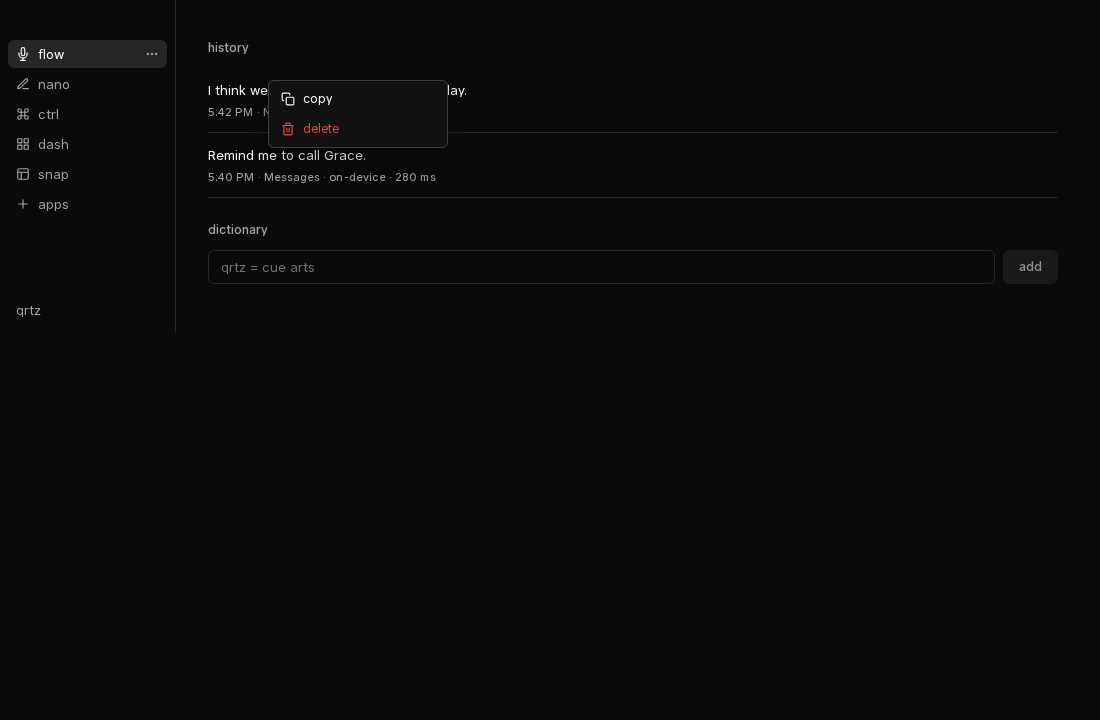 flow
nano
ctrl
dash
snap
apps
qrtz
history
I think we
copy
delete
5:42 PM ·
Remind me to call Grace.
5:40 PM · Messages · on-device · 280 ms
dictionary
qrtz = cue arts
add